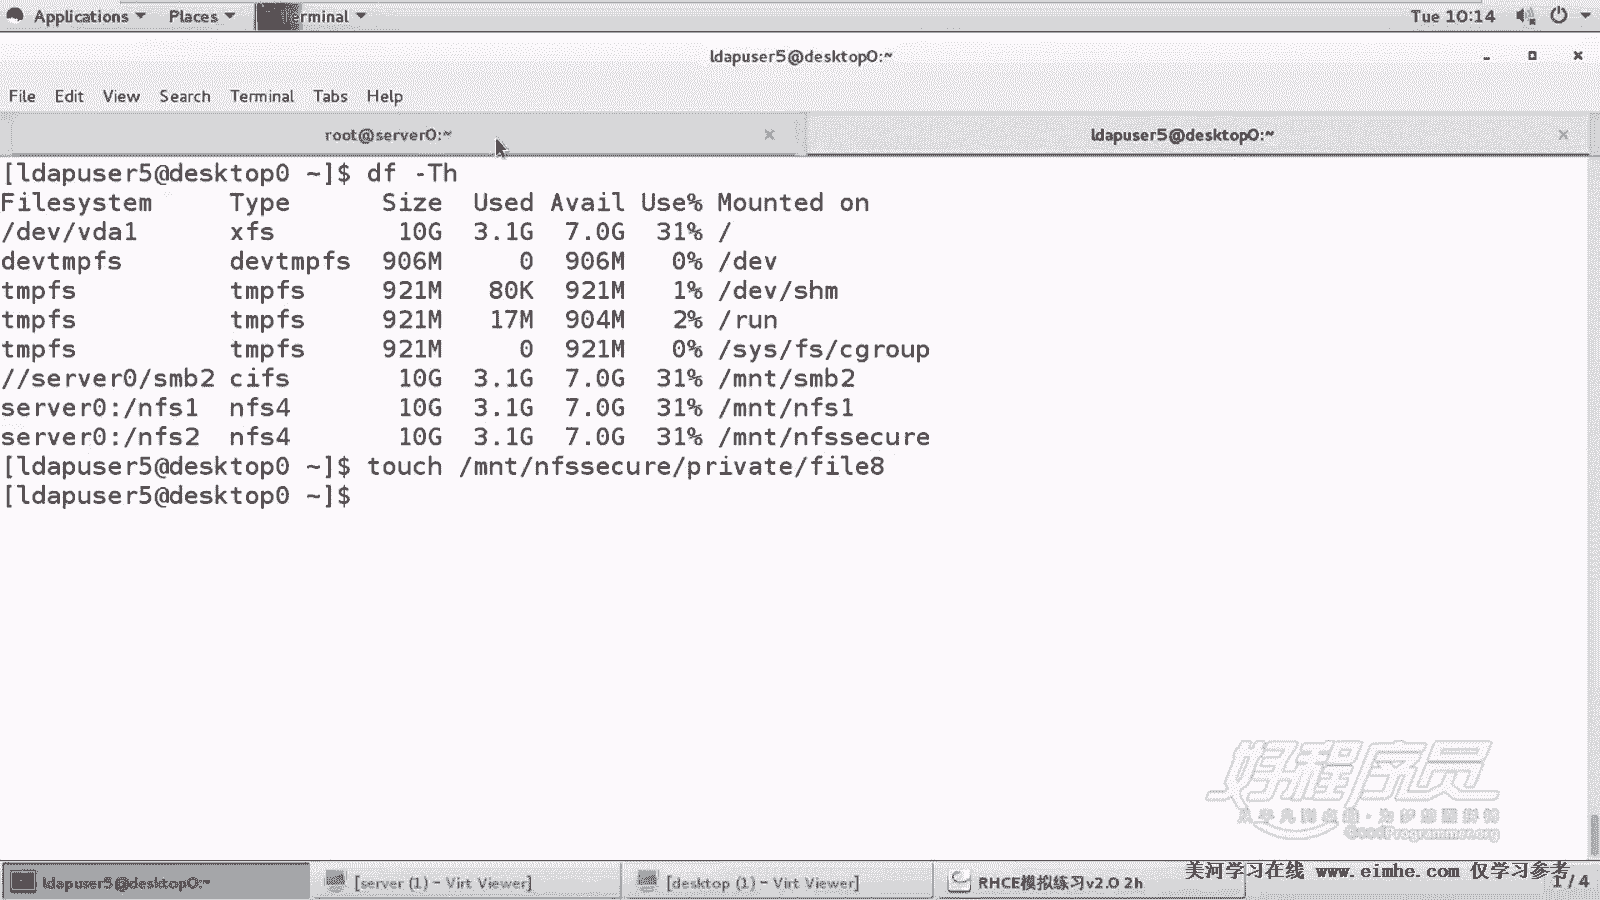 Applications Places Terminal Tue 10:14
ldapuser5@desktop0:~
File Edit View Search Terminal Tabs Help
root@server0:~ ldapuser5@desktop0:~
[ldapuser5@desktop0 ~]$ df -Th
Filesystem Type Size Used Avail Use% Mounted on
/dev/vda1 xfs 10G 3.1G 7.0G 31% /
devtmpfs devtmpfs 906M 0 906M 0% /dev
tmpfs tmpfs 921M 80K 921M 1% /dev/shm
tmpfs tmpfs 921M 17M 904M 2% /run
tmpfs tmpfs 921M 0 921M 0% /sys/fs/cgroup
//server0/smb2 cifs 10G 3.1G 7.0G 31% /mnt/smb2
server0:/nfs1 nfs4 10G 3.1G 7.0G 31% /mnt/nfs1
server0:/nfs2 nfs4 10G 3.1G 7.0G 31% /mnt/nfssecure
[ldapuser5@desktop0 ~]$ touch /mnt/nfssecure/private/file8
[ldapuser5@desktop0 ~]$
好程序员
GoodProgrammer.org
美河学习在线 www.eimhe.com 仅学习参考
ldapuser5@desktop0:~ [server (1) - Virt Viewer] [desktop (1) - Virt Viewer] RHCE模拟练习v2.0 2h 1 / 4